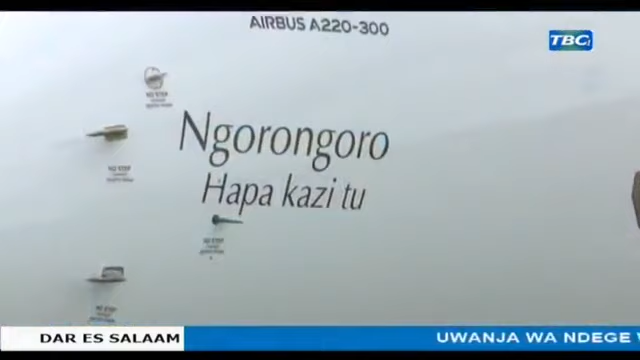 AIRBUS A220-300
TBC
Ngorongoro
Hapa kazi tu
DAR ES SALAAM
UWANJA WA NDEGE